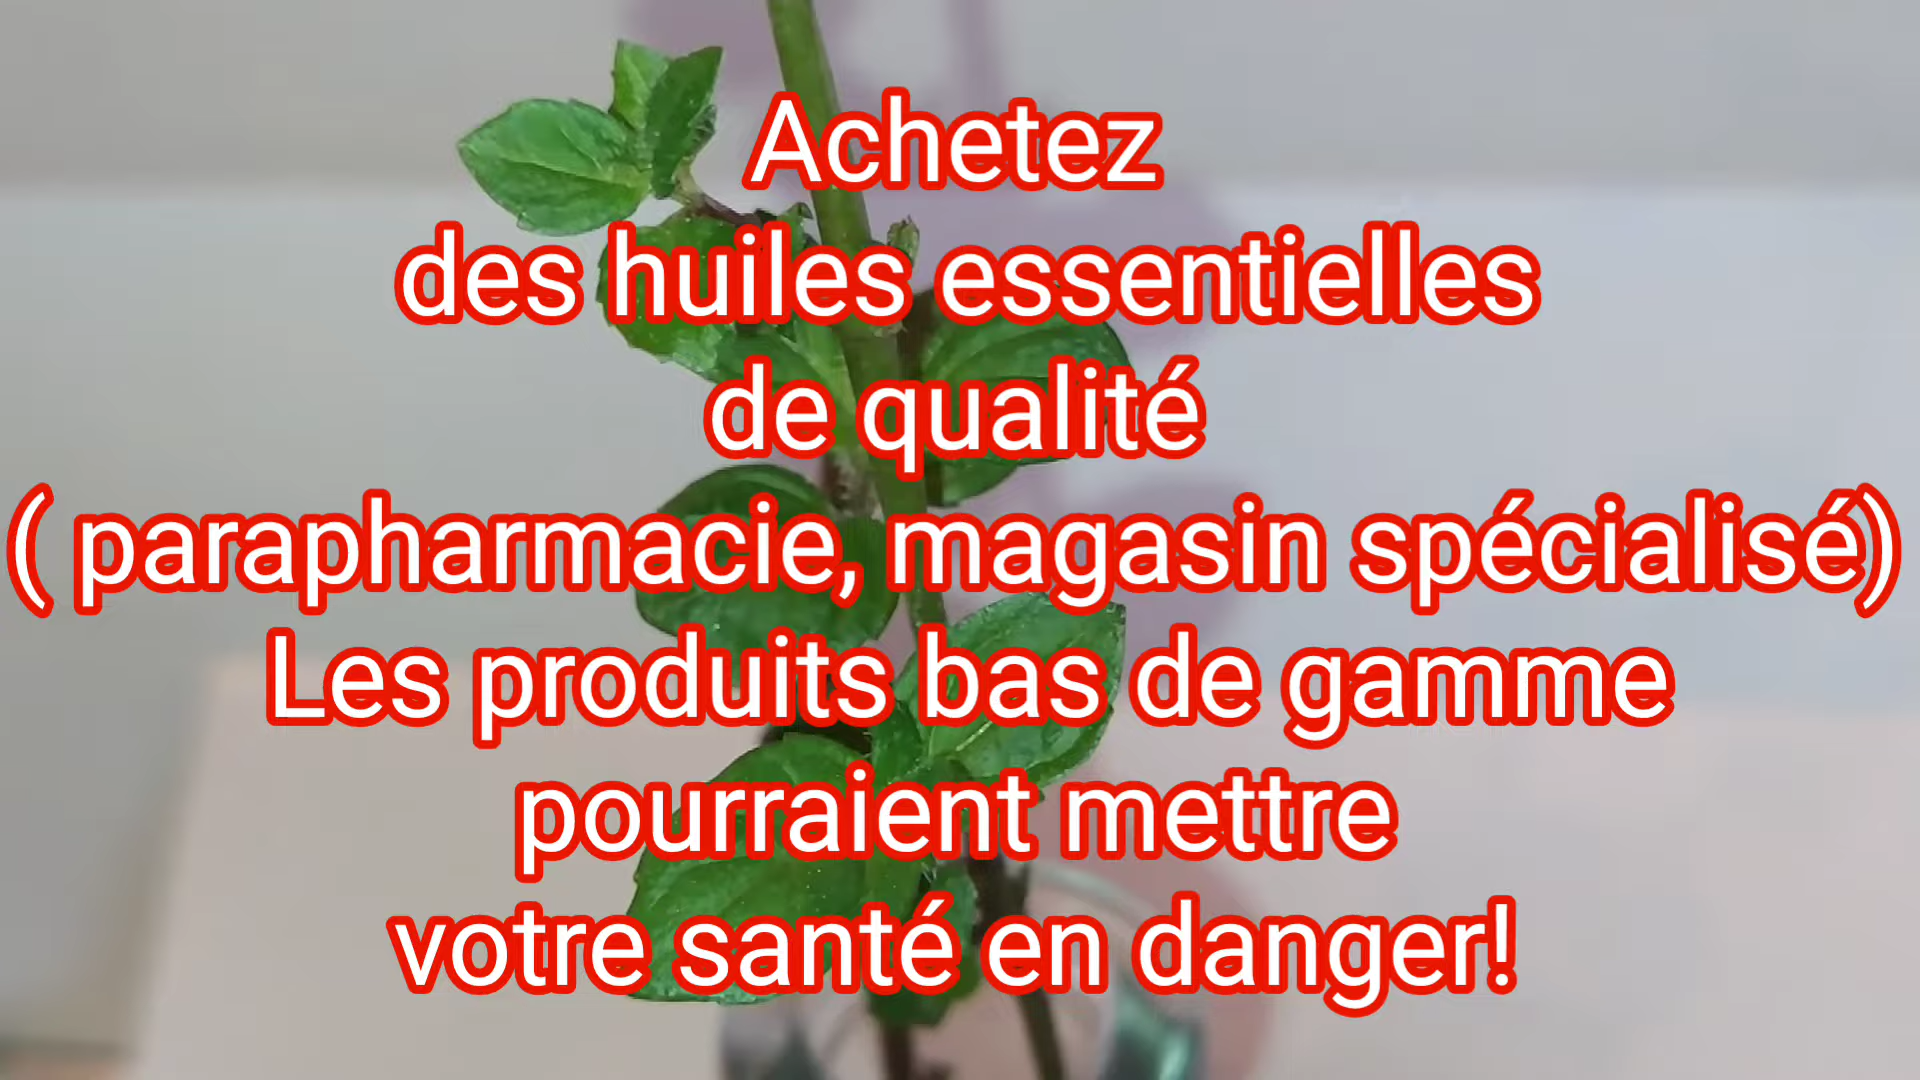 Achetez
des huiles essentielles
de qualité
( parapharmacie, magasin spécialisé)
Les produits bas de gamme
pourraient mettre
votre santé en danger!